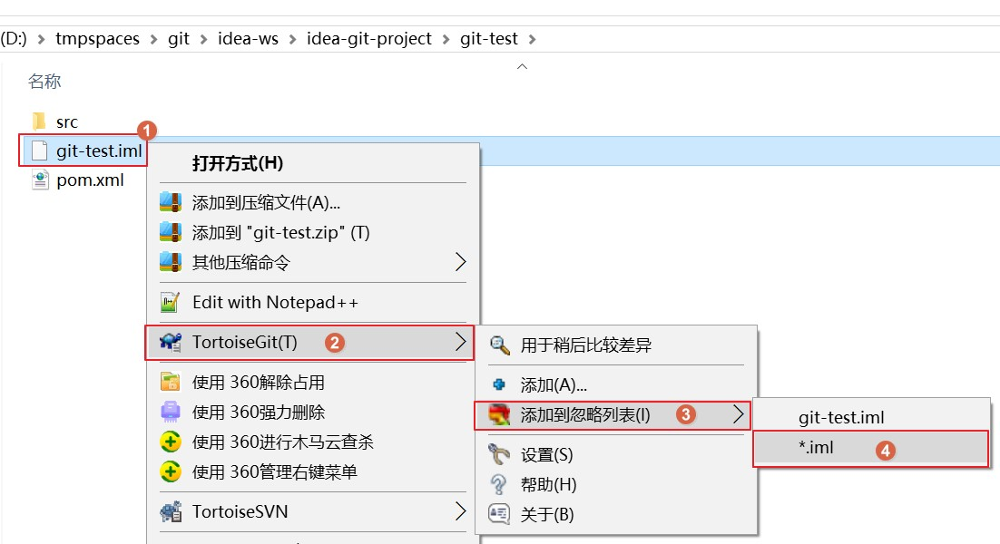 (D:) > tmpspaces > git > idea-ws > idea-git-project > git-test >
名称
src
1
git-test.iml
pom.xml
打开方式(H)
添加到压缩文件(A)...
添加到 "git-test.zip" (T)
其他压缩命令
Edit with Notepad++
TortoiseGit(T) 2
使用 360解除占用
使用 360强力删除
使用 360进行木马云查杀
使用 360管理右键菜单
TortoiseSVN
用于稍后比较差异
添加(A)...
添加到忽略列表(I) 3
设置(S)
帮助(H)
关于(B)
git-test.iml
*.iml 4